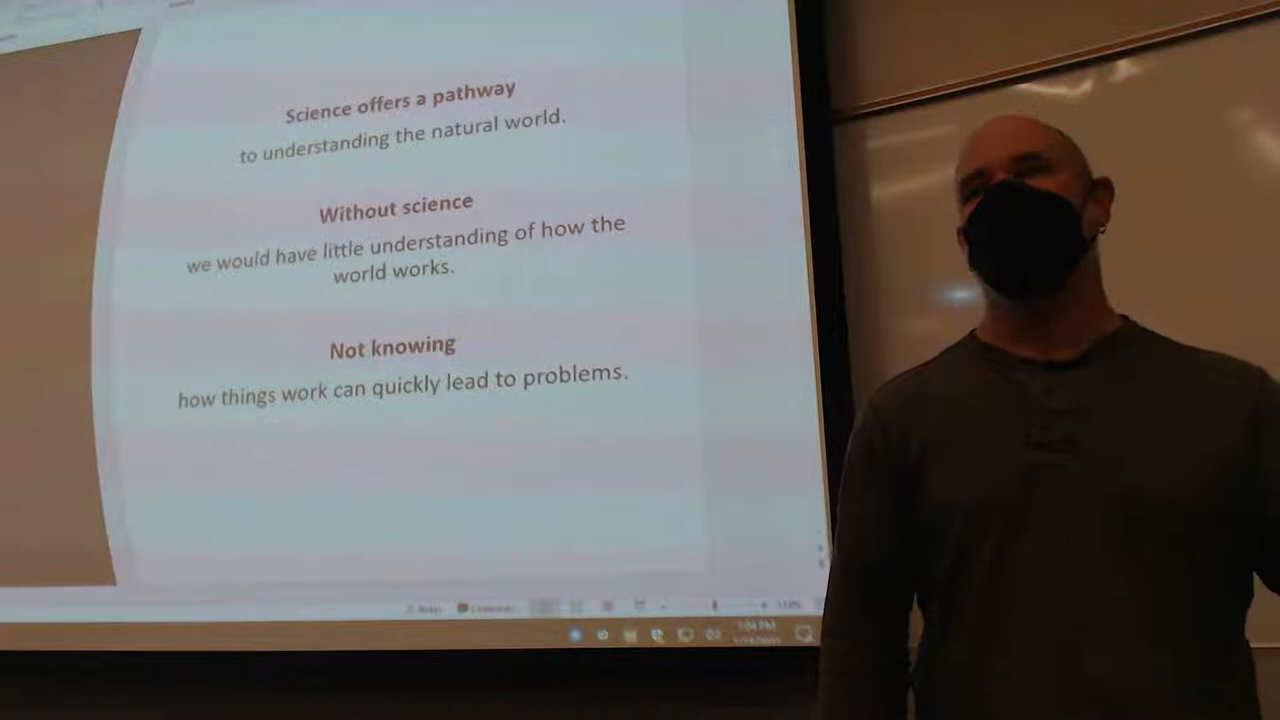 Science offers a pathway
to understanding the natural world.
Without science
we would have little understanding of how the
world works.
Not knowing
how things work can quickly lead to problems.